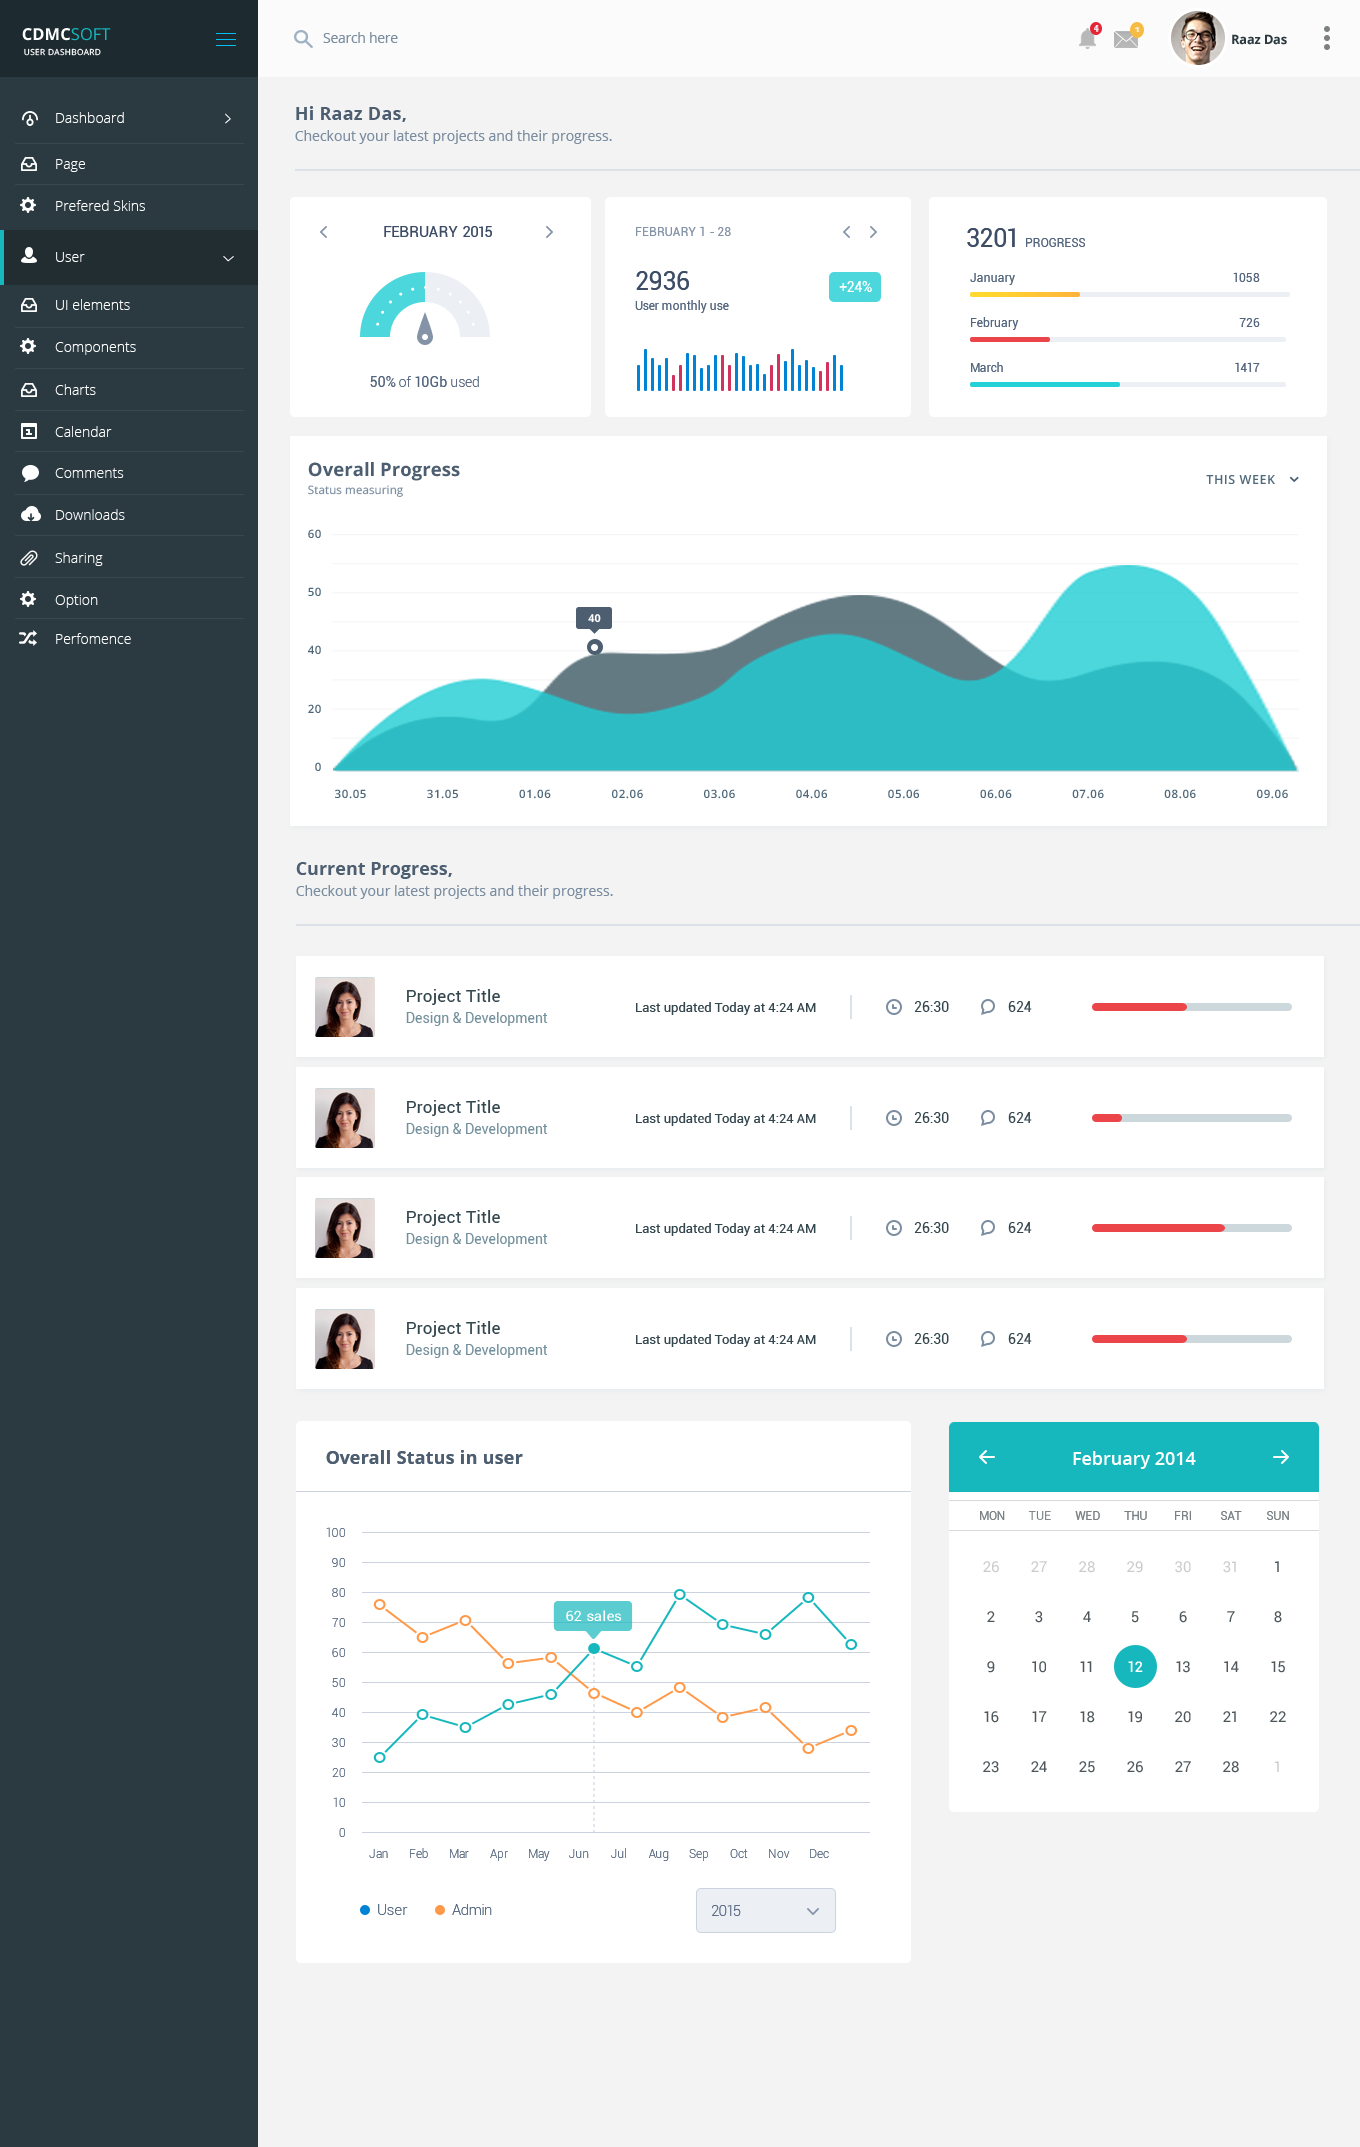 CDMCSOFT
USER DASHBOARD
Search here
4
1
Raaz Das
Dashboard
Page
Prefered Skins
User
UI elements
Components
Charts
Calendar
Comments
Downloads
Sharing
Option
Perfomence
Hi Raaz Das,
Checkout your latest projects and their progress.
FEBRUARY 2015
50% of 10Gb used
FEBRUARY 1 - 28
2936
User monthly use
+24%
3201 PROGRESS
January 1058
February 726
March 1417
Overall Progress
Status measuring
THIS WEEK
60
50
40
20
0
40
30.05 31.05 01.06 02.06 03.06 04.06 05.06 06.06 07.06 08.06 09.06
Current Progress,
Checkout your latest projects and their progress.
Project Title
Design & Development
Last updated Today at 4:24 AM
26:30
624
Project Title
Design & Development
Last updated Today at 4:24 AM
26:30
624
Project Title
Design & Development
Last updated Today at 4:24 AM
26:30
624
Project Title
Design & Development
Last updated Today at 4:24 AM
26:30
624
Overall Status in user
100
90
80
70
60
50
40
30
20
10
0
62 sales
Jan Feb Mar Apr May Jun Jul Aug Sep Oct Nov Dec
User
Admin
2015
February 2014
MON TUE WED THU FRI SAT SUN
26 27 28 29 30 31 1
2 3 4 5 6 7 8
9 10 11 12 13 14 15
16 17 18 19 20 21 22
23 24 25 26 27 28 1